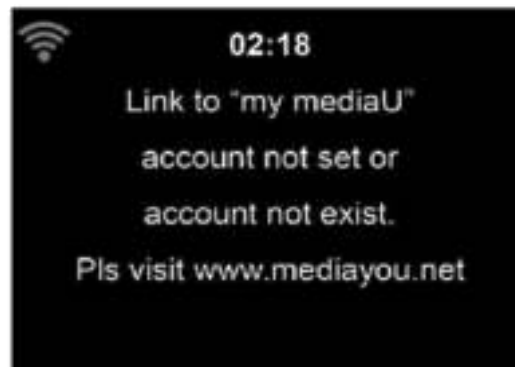 02:18
Link to “my mediaU”
account not set or
account not exist.
Pls visit www.mediayou.net